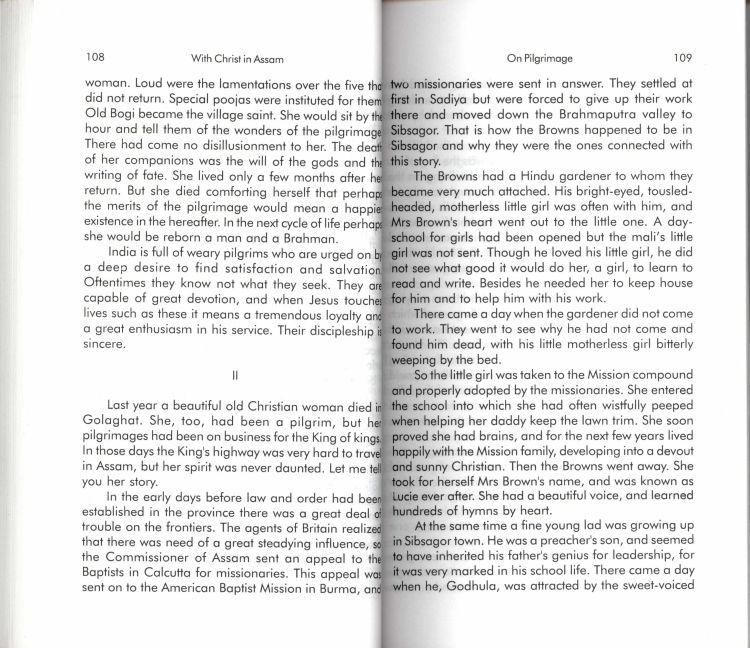 108 With Christ in Assam
woman. Loud were the lamentations over the five tha
did not return. Special poojas were instituted for them
Old Bogi became the village saint. She would sit by the
hour and tell them of the wonders of the pilgrimage
There had come no disillusionment to her. The deat
of her companions was the will of the gods and the
writing of fate. She lived only a few months after he
return. But she died comforting herself that perhap
the merits of the pilgrimage would mean a happie
existence in the hereafter. In the next cycle of life perhap
she would be reborn a man and a Brahman.
India is full of weary pilgrims who are urged on by
a deep desire to find satisfaction and salvation
Oftentimes they know not what they seek. They are
capable of great devotion, and when Jesus touche
lives such as these it means a tremendous loyalty and
a great enthusiasm in his service. Their discipleship is
sincere.
II
Last year a beautiful old Christian woman died in
Golaghat. She, too, had been a pilgrim, but her
pilgrimages had been on business for the King of kings
In those days the King's highway was very hard to trave
in Assam, but her spirit was never daunted. Let me tell
you her story.
In the early days before law and order had been
established in the province there was a great deal of
trouble on the frontiers. The agents of Britain realized
that there was need of a great steadying influence, so
the Commissioner of Assam sent an appeal to the
Baptists in Calcutta for missionaries. This appeal was
sent on to the American Baptist Mission in Burma, and
On Pilgrimage 109
two missionaries were sent in answer. They settled at
first in Sadiya but were forced to give up their work
there and moved down the Brahmaputra valley to
Sibsagor. That is how the Browns happened to be in
Sibsagor and why they were the ones connected with
this story.
The Browns had a Hindu gardener to whom they
became very much attached. His bright-eyed, tousled-
headed, motherless little girl was often with him, and
Mrs Brown's heart went out to the little one. A day-
school for girls had been opened but the mali's little
girl was not sent. Though he loved his little girl, he did
not see what good it would do her, a girl, to learn to
read and write. Besides he needed her to keep house
for him and to help him with his work.
There came a day when the gardener did not come
to work. They went to see why he had not come and
found him dead, with his little motherless girl bitterly
weeping by the bed.
So the little girl was taken to the Mission compound
and properly adopted by the missionaries. She entered
the school into which she had often wistfully peeped
when helping her daddy keep the lawn trim. She soon
proved she had brains, and for the next few years lived
happily with the Mission family, developing into a devout
and sunny Christian. Then the Browns went away. She
took for herself Mrs Brown's name, and was known as
Lucie ever after. She had a beautiful voice, and learned
hundreds of hymns by heart.
At the same time a fine young lad was growing up
in Sibsagor town. He was a preacher's son, and seemed
to have inherited his father's genius for leadership, for
it was very marked in his school life. There came a day
when he, Godhula, was attracted by the sweet-voiced